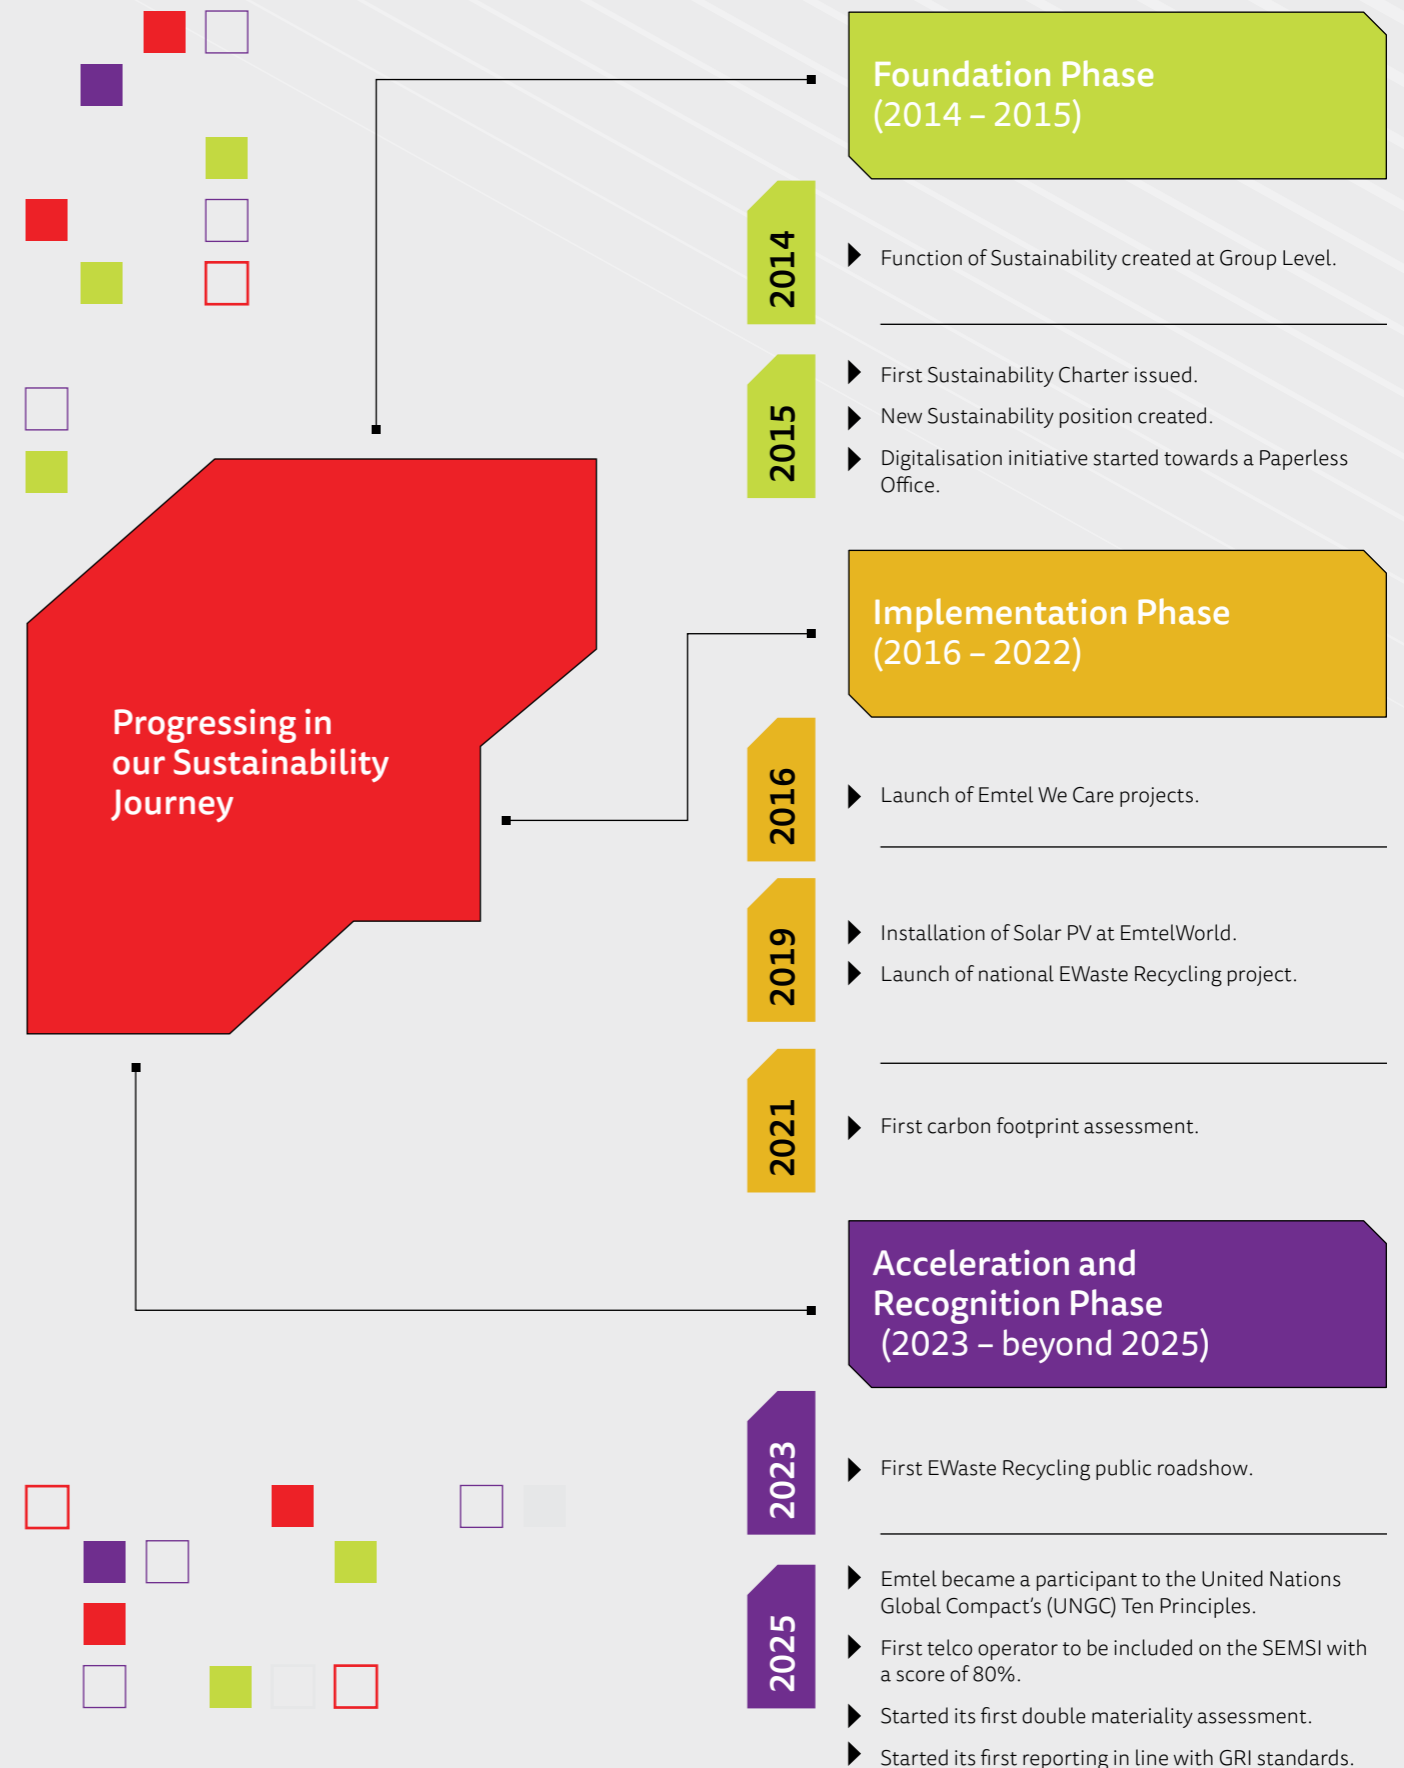 Foundation Phase
(2014 – 2015)
2014
Function of Sustainability created at Group Level.
2015
First Sustainability Charter issued.
New Sustainability position created.
Digitalisation initiative started towards a Paperless
Office.
Progressing in
our Sustainability
Journey
Implementation Phase
(2016 – 2022)
2016
Launch of Emtel We Care projects.
2019
Installation of Solar PV at EmtelWorld.
Launch of national EWaste Recycling project.
2021
First carbon footprint assessment.
Acceleration and
Recognition Phase
(2023 – beyond 2025)
2023
First EWaste Recycling public roadshow.
2025
Emtel became a participant to the United Nations
Global Compact’s (UNGC) Ten Principles.
First telco operator to be included on the SEMSI with
a score of 80%.
Started its first double materiality assessment.
Started its first reporting in line with GRI standards.